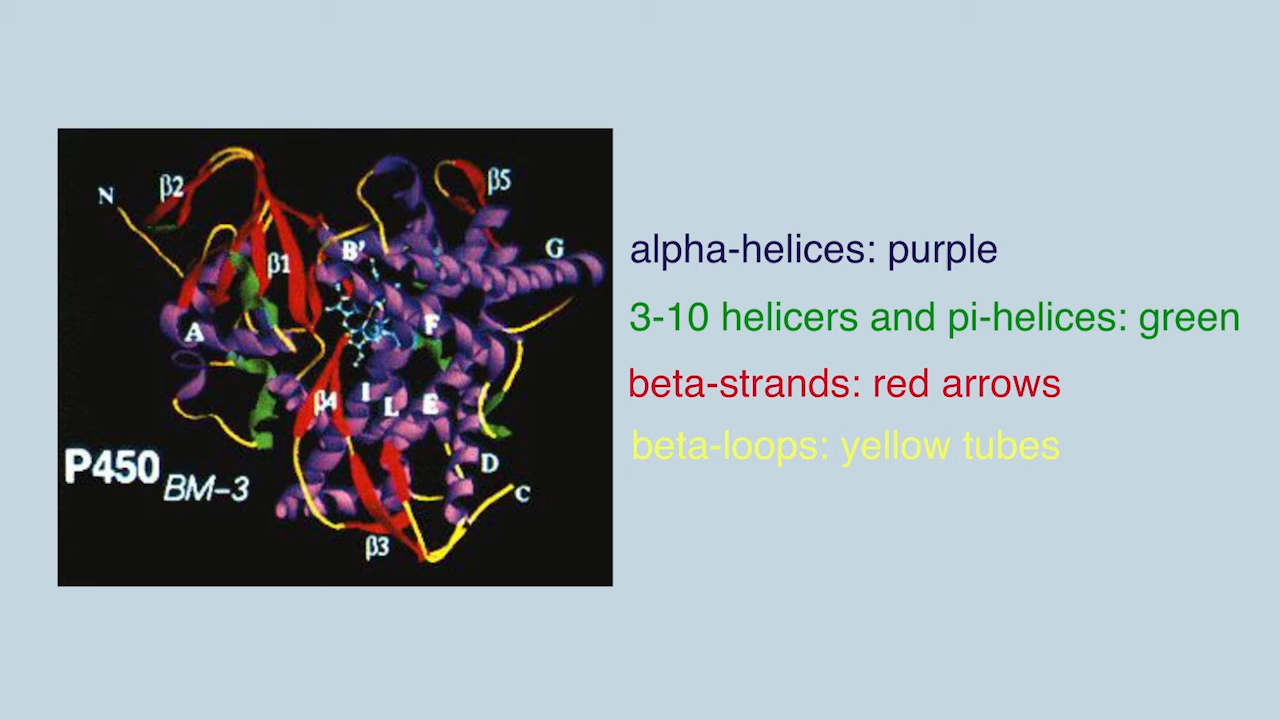 N
β2
β5
B'
G
β1
A
F
β4
I
L
E
D
C
P450
BM-3
β3
alpha-helices: purple
3-10 helicers and pi-helices: green
beta-strands: red arrows
beta-loops: yellow tubes